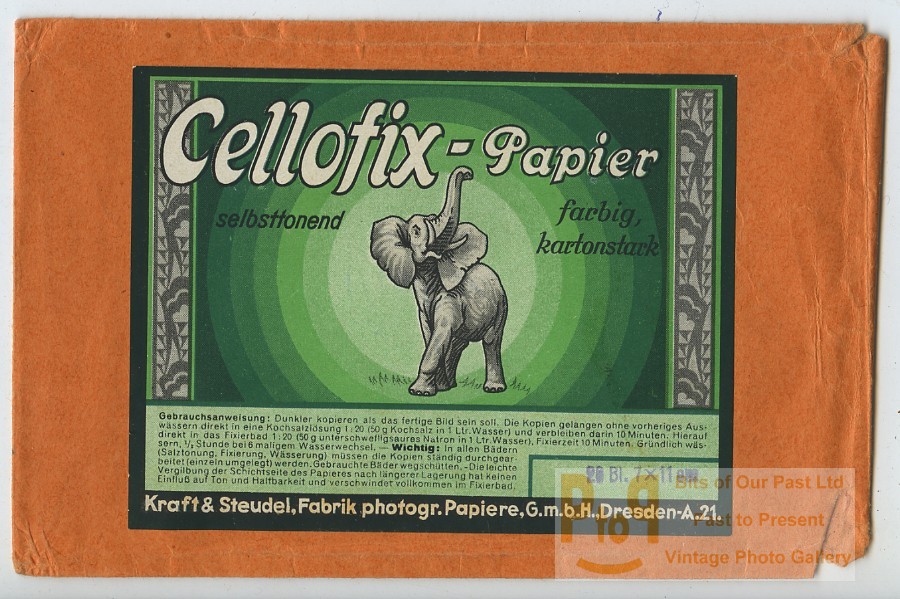 Cellofix - Papier
selbsttonend
farbig,
kartonstark
Gebrauchsanweisung: Dunkler kopieren als das fertige Bild sein soll. Die Kopien gelangen ohne vorheriges Aus-
wässern direkt in eine Kochsalzlösung 1:20 (50 g Kochsalz in 1 Ltr. Wasser) und verbleiben darin 10 Minuten. Hierauf
direkt in das Fixierbad 1:20 (50 g unterschwefligsaures Natron in 1 Ltr. Wasser), Fixierzeit 10 Minuten. Gründlich wäs-
sern, ½ Stunde bei 6 maligem Wasserwechsel. — Wichtig: In allen Bädern
(Salztonung, Fixierung, Wässerung) müssen die Kopien ständig durchgear-
beitet (einzeln umgelegt) werden. Gebrauchte Bäder wegschütten. - Die leichte
Vergilbung der Schichtseite des Papieres nach längerer Lagerung hat keinen
Einfluß auf Ton und Haltbarkeit und verschwindet vollkommen im Fixierbad.
20 Bl. 7×11 cm
Kraft & Steudel, Fabrik photogr. Papiere, G.m.b.H., Dresden-A.21.
PtoP
Bits of Our Past Ltd
Past to Present
Vintage Photo Gallery